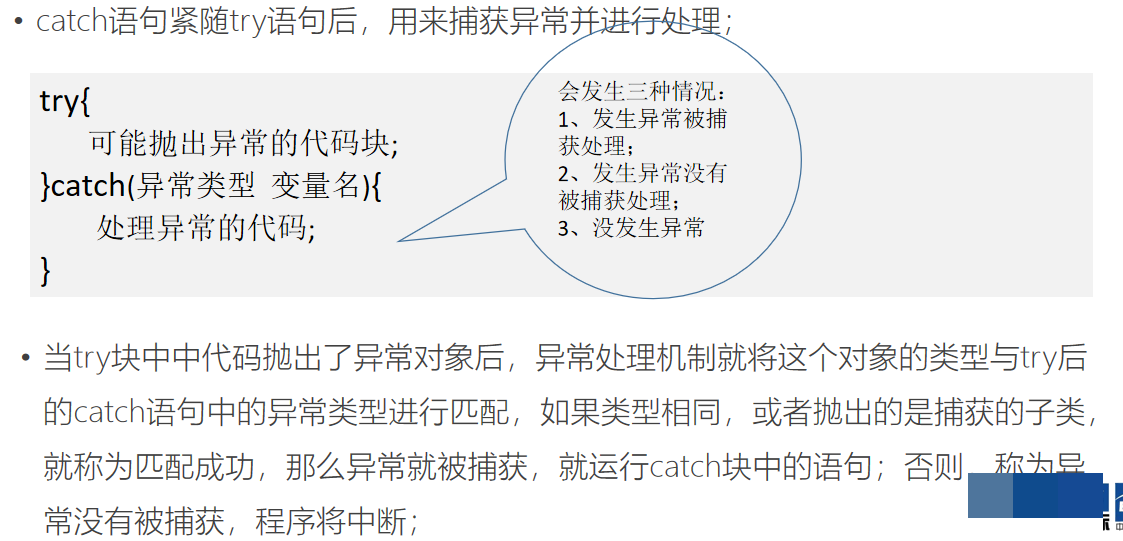 • catch语句紧随try语句后，用来捕获异常并进行处理；
try{
可能抛出异常的代码块;
}catch(异常类型 变量名){
处理异常的代码;
}
会发生三种情况：
1、发生异常被捕
获处理；
2、发生异常没有
被捕获处理；
3、没发生异常
• 当try块中中代码抛出了异常对象后，异常处理机制就将这个对象的类型与try后
的catch语句中的异常类型进行匹配，如果类型相同，或者抛出的是捕获的子类，
就称为匹配成功，那么异常就被捕获，就运行catch块中的语句；否则，称为异
常没有被捕获，程序将中断；